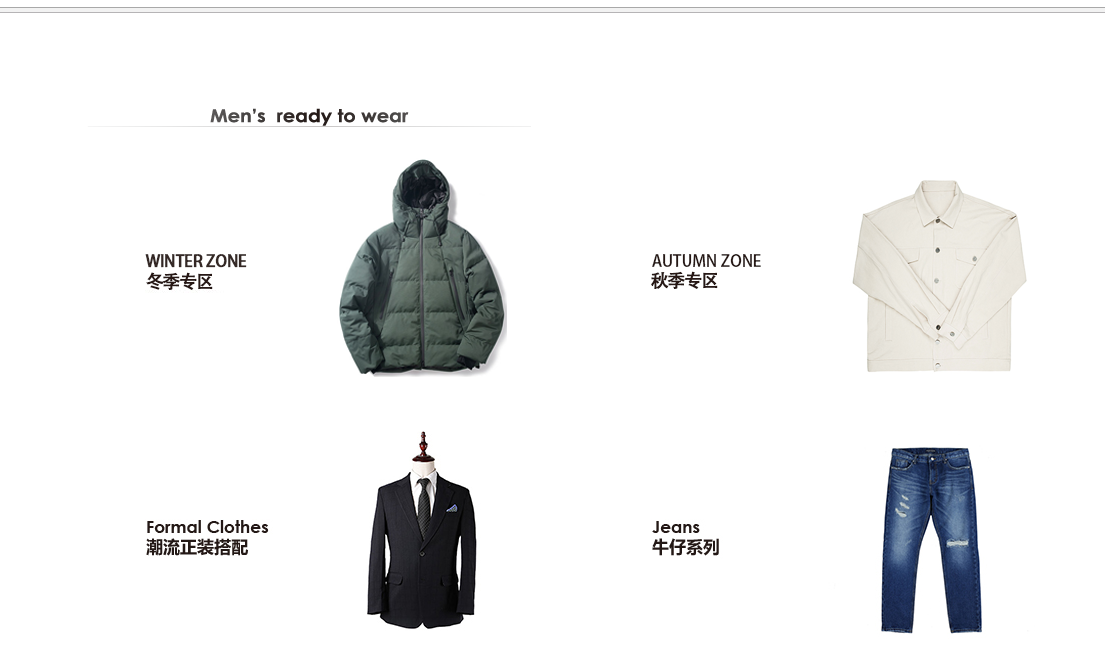 Men's ready to wear
WINTER ZONE
冬季专区
AUTUMN ZONE
秋季专区
Formal Clothes
潮流正装搭配
Jeans
牛仔系列